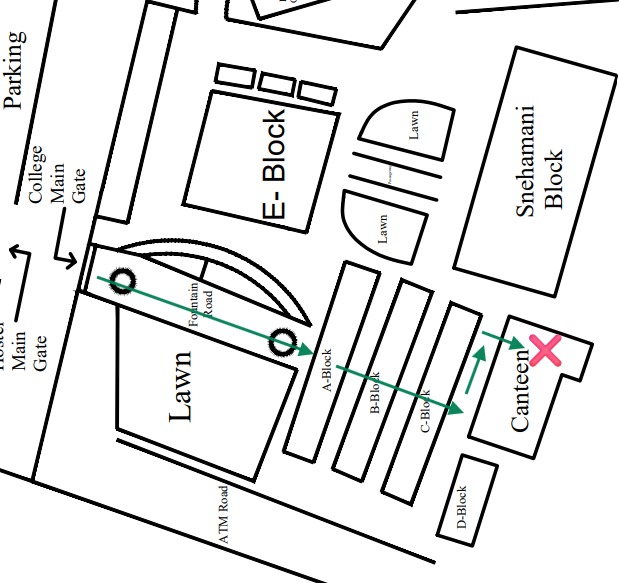 Parking
College
Main
Gate
E- Block
Lawn
Lawn
Snehamani
Block
Main
Gate
Fountain
Road
Lawn
A-Block
B-Block
C-Block
Canteen
D-Block
ATM Road